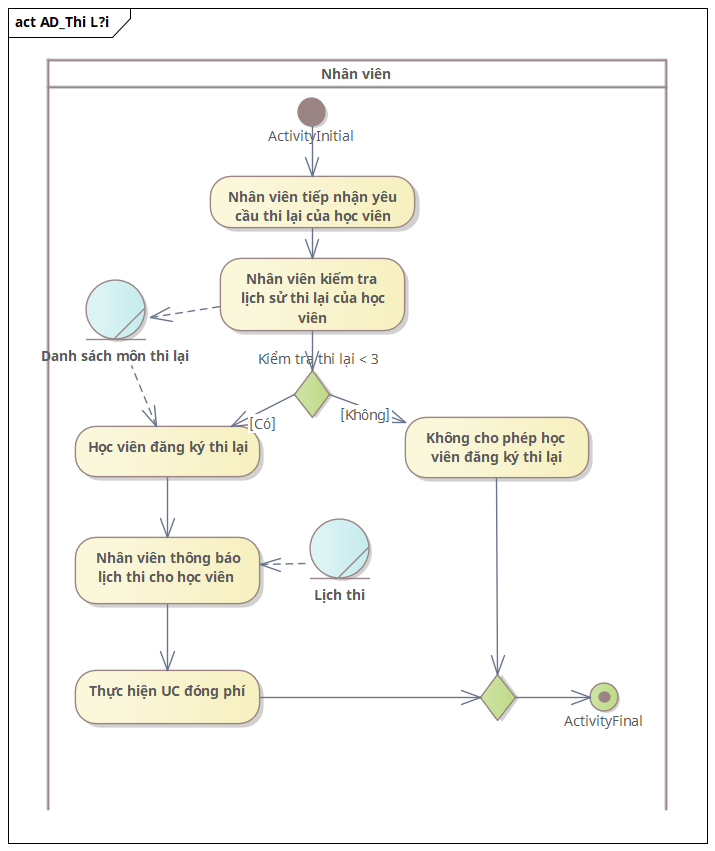 act AD_Thi L?i
Nhân viên
ActivityInitial
Nhân viên tiếp nhận yêu
cầu thi lại của học viên
Nhân viên kiểm tra
lịch sử thi lại của học
viên
Danh sách môn thi lại
Kiểm tra thi lại < 3
[Có]
[Không]
Học viên đăng ký thi lại
Không cho phép học
viên đăng ký thi lại
Nhân viên thông báo
lịch thi cho học viên
Lịch thi
Thực hiện UC đóng phí
ActivityFinal